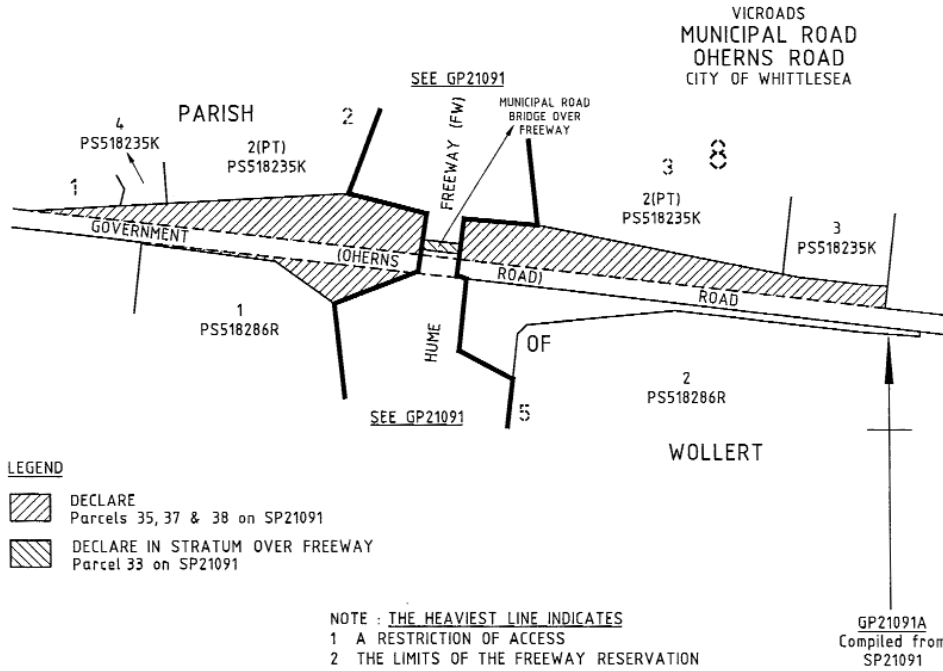 VICROADS
MUNICIPAL ROAD
OHERNS ROAD
CITY OF WHITTLESEA
SEE GP21091
MUNICIPAL ROAD
BRIDGE OVER
FREEWAY
PARISH
2
4
PS518235K
2(PT)
PS518235K
FREEWAY (FW)
3
8
1
2(PT)
PS518235K
3
PS518235K
GOVERNMENT
(OHERNS
ROAD)
ROAD
1
PS518286R
HUME
OF
2
PS518286R
SEE GP21091
5
WOLLERT
LEGEND
DECLARE
Parcels 35, 37 & 38 on SP21091
DECLARE IN STRATUM OVER FREEWAY
Parcel 33 on SP21091
NOTE : THE HEAVIEST LINE INDICATES
1 A RESTRICTION OF ACCESS
2 THE LIMITS OF THE FREEWAY RESERVATION
GP21091A
Compiled from
SP21091